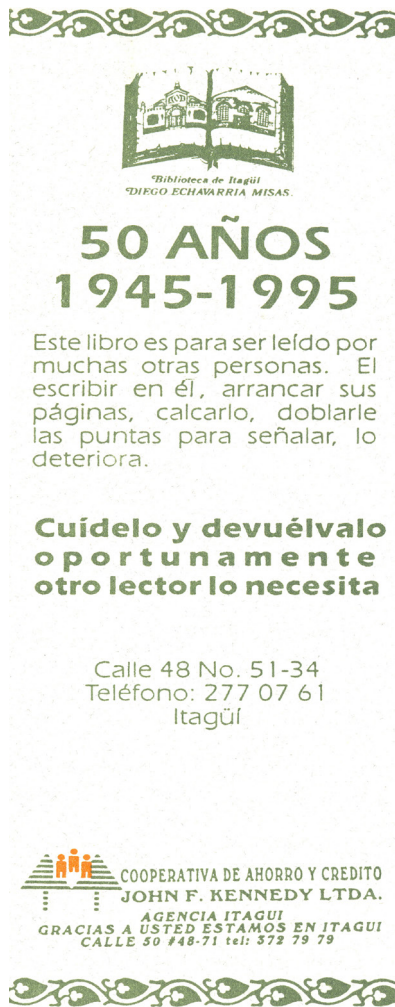 Biblioteca de Itagüí
DIEGO ECHAVARRIA MISAS.
50 AÑOS
1945-1995
Este libro es para ser leído por
muchas otras personas. El
escribir en él, arrancar sus
páginas, calcarlo, doblarle
las puntas para señalar, lo
deteriora.
Cuídelo y devuélvalo
oportunamente
otro lector lo necesita
Calle 48 No. 51-34
Teléfono: 277 07 61
Itagüí
COOPERATIVA DE AHORRO Y CREDITO
JOHN F. KENNEDY LTDA.
AGENCIA ITAGUI
GRACIAS A USTED ESTAMOS EN ITAGUI
CALLE 50 #48-71 tel: 372 79 79